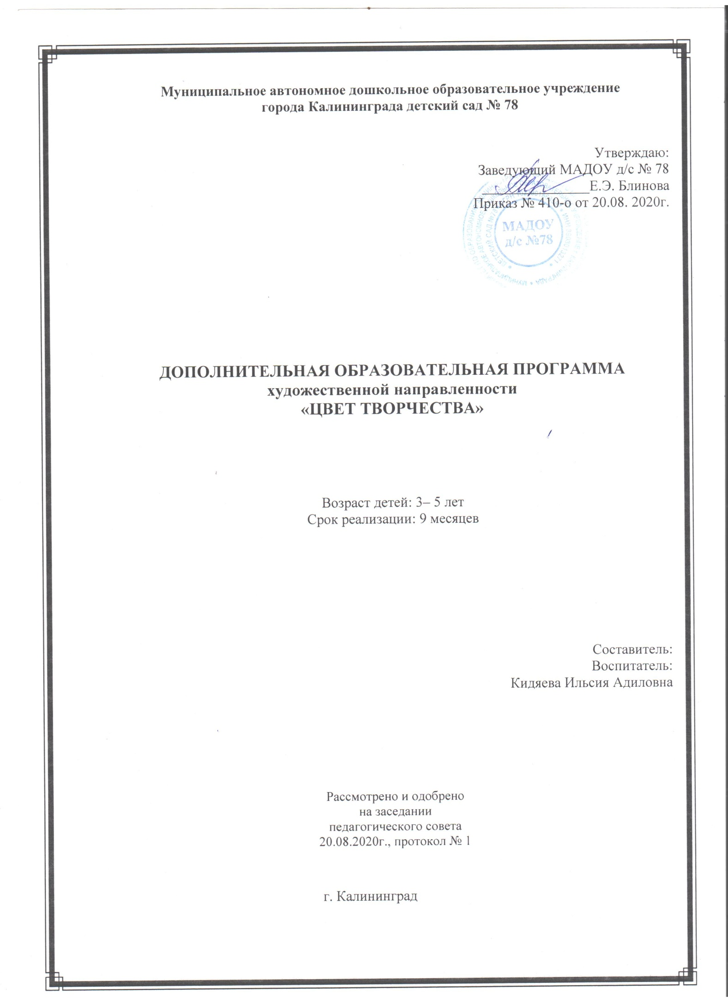 Муниципальное автономное дошкольное образовательное учреждение
города Калининграда детский сад № 78
Утверждаю:
Заведующий МАДОУ д/с № 78
Е.Э. Блинова
Приказ № 410-о от 20.08. 2020г.
МАДОУ
д/с №78
ДОПОЛНИТЕЛЬНАЯ ОБРАЗОВАТЕЛЬНАЯ ПРОГРАММА
художественной направленности
«ЦВЕТ ТВОРЧЕСТВА»
Возраст детей: 3– 5 лет
Срок реализации: 9 месяцев
Составитель:
Воспитатель:
Кидяева Ильсия Адиловна
Рассмотрено и одобрено
на заседании
педагогического совета
20.08.2020г., протокол № 1
г. Калининград